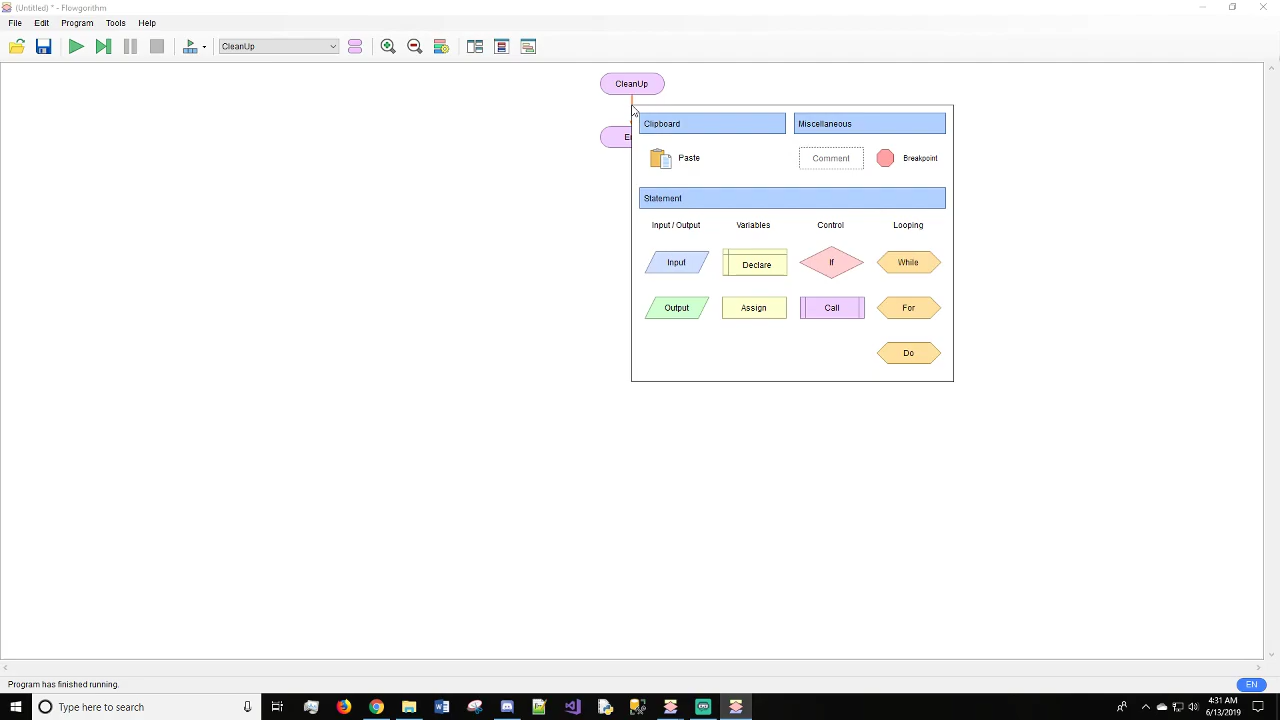 (Untitled) * - Flowgorithm
File Edit Program Tools Help
CleanUp
CleanUp
Clipboard Miscellaneous
Paste Comment Breakpoint
Statement
Input / Output Variables Control Looping
Input Declare If While
Output Assign Call For
Do
Program has finished running.
EN
Type here to search
4:31 AM
6/13/2019